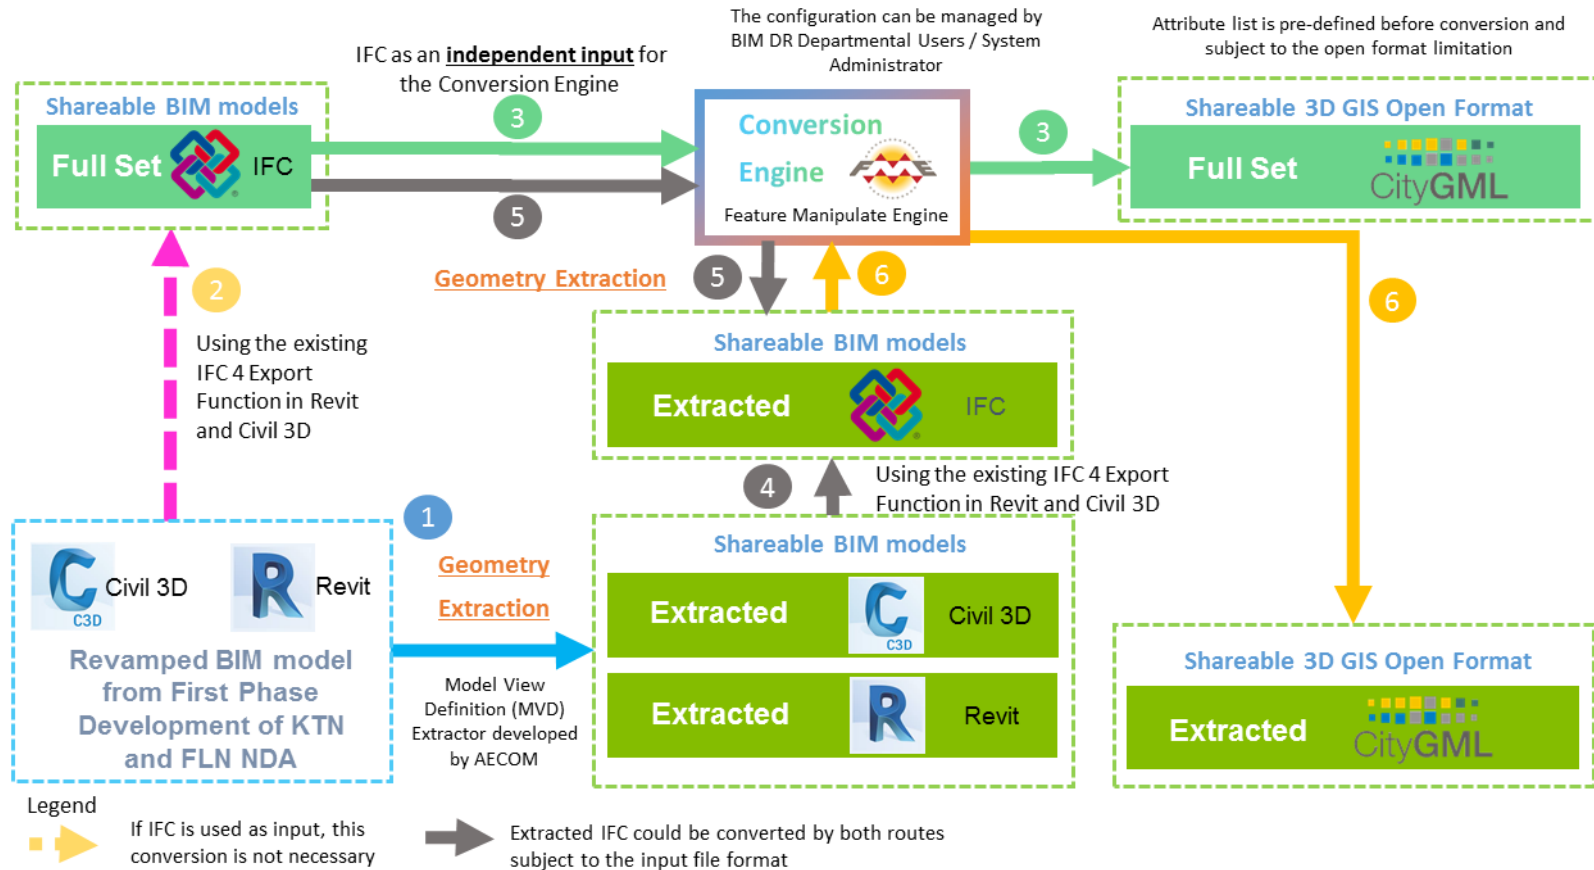 The configuration can be managed by
BIM DR Departmental Users / System
Administrator
Attribute list is pre-defined before conversion and
subject to the open format limitation
IFC as an independent input for
the Conversion Engine
Shareable BIM models
Full Set
IFC
3
5
Conversion
Engine
FME
Feature Manipulate Engine
3
Shareable 3D GIS Open Format
Full Set
CityGML
2
Using the existing
IFC 4 Export
Function in Revit
and Civil 3D
Geometry Extraction
5
6
6
Shareable BIM models
Extracted
IFC
4
Using the existing IFC 4 Export
Function in Revit and Civil 3D
1
C3D
Civil 3D
Revit
Revamped BIM model
from First Phase
Development of KTN
and FLN NDA
Geometry
Extraction
Model View
Definition (MVD)
Extractor developed
by AECOM
Shareable BIM models
Extracted
C3D
Civil 3D
Extracted
Revit
Shareable 3D GIS Open Format
Extracted
CityGML
Legend
If IFC is used as input, this
conversion is not necessary
Extracted IFC could be converted by both routes
subject to the input file format